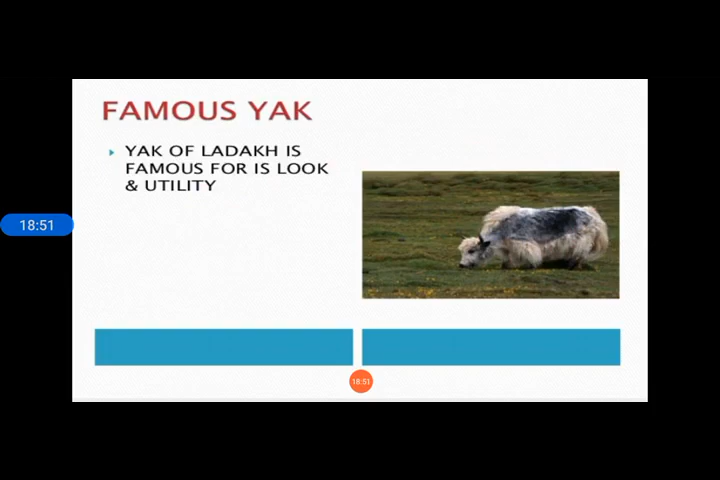 FAMOUS YAK
YAK OF LADAKH IS
FAMOUS FOR IS LOOK
& UTILITY
18:51
18:51